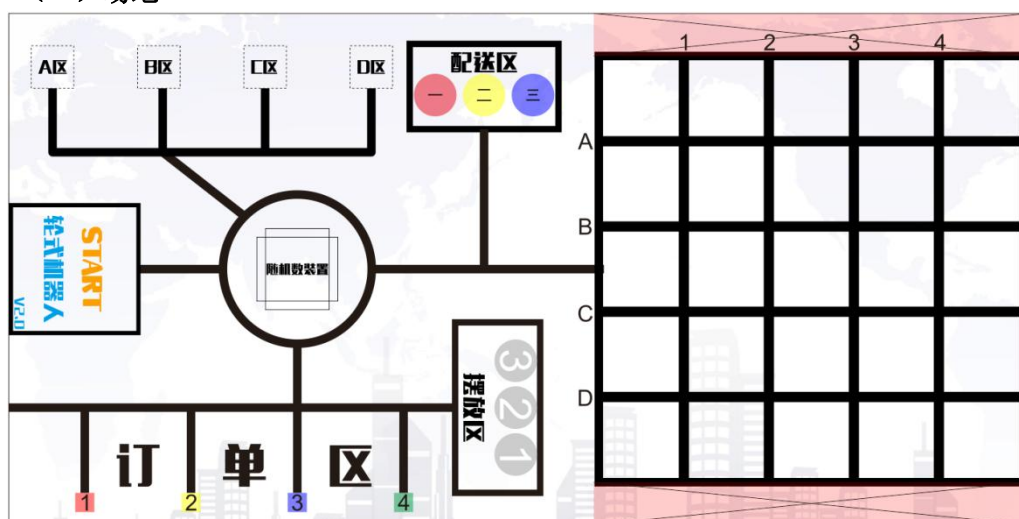 A区 B区 C区 D区
配送区
一 二 三
START
轮式机器人
V2.0
随机数装置
摆放区
3 2 1
订单区
1 2 3 4
1 2 3 4
A
B
C
D